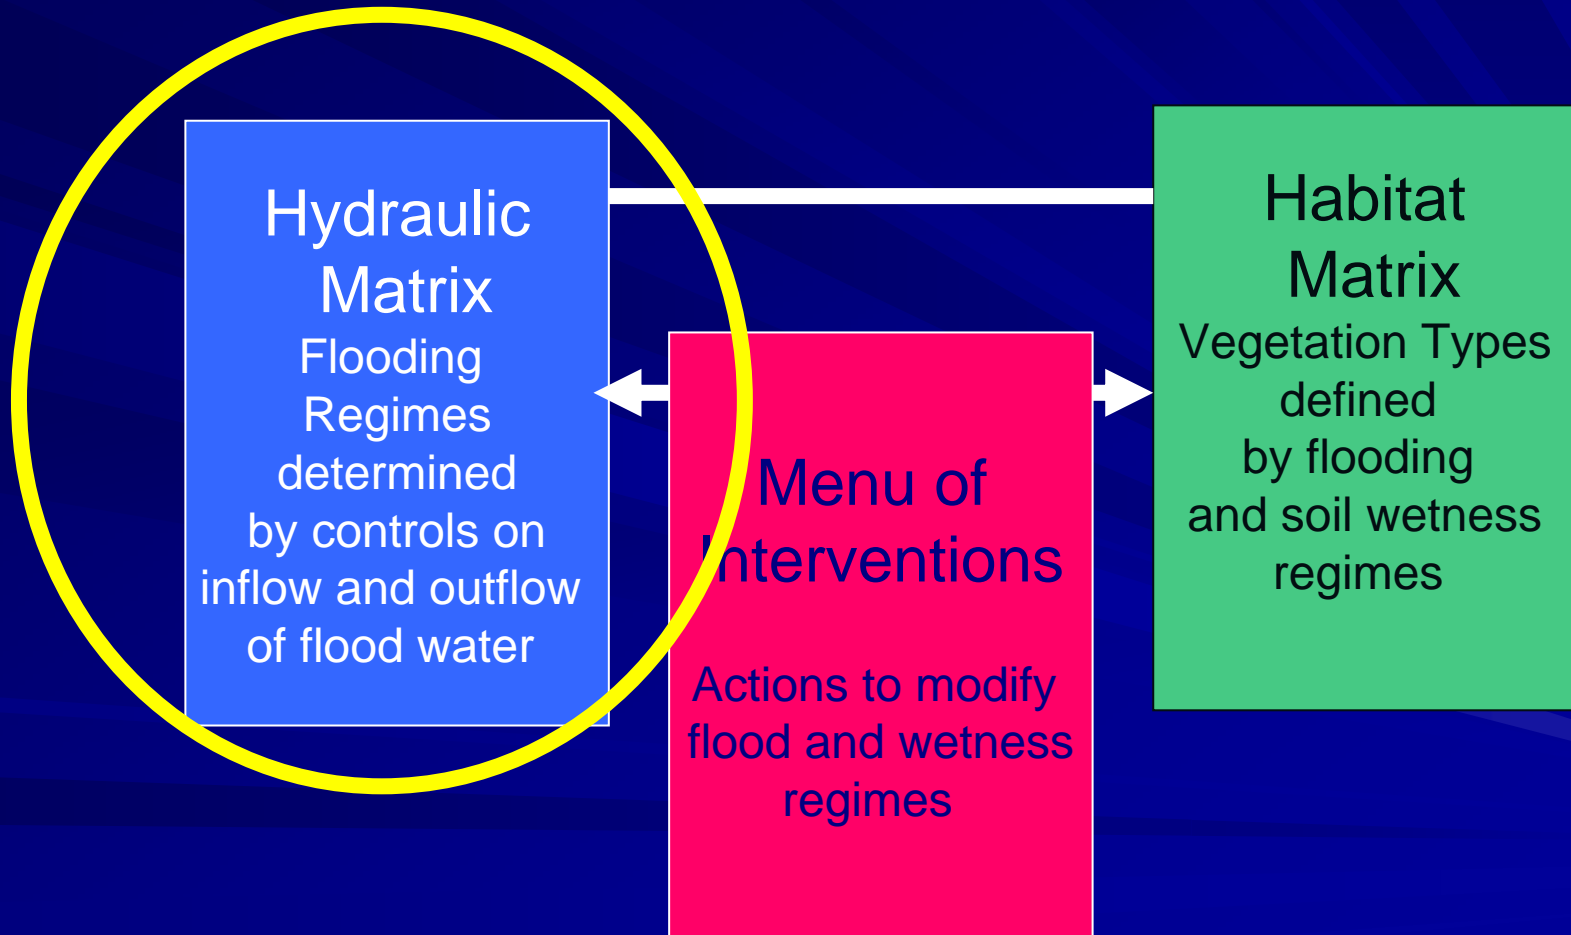 Hydraulic
Matrix
Flooding
Regimes
determined
by controls on
inflow and outflow
of flood water
Menu of
Interventions
Actions to modify
flood and wetness
regimes
Habitat
Matrix
Vegetation Types
defined
by flooding
and soil wetness
regimes